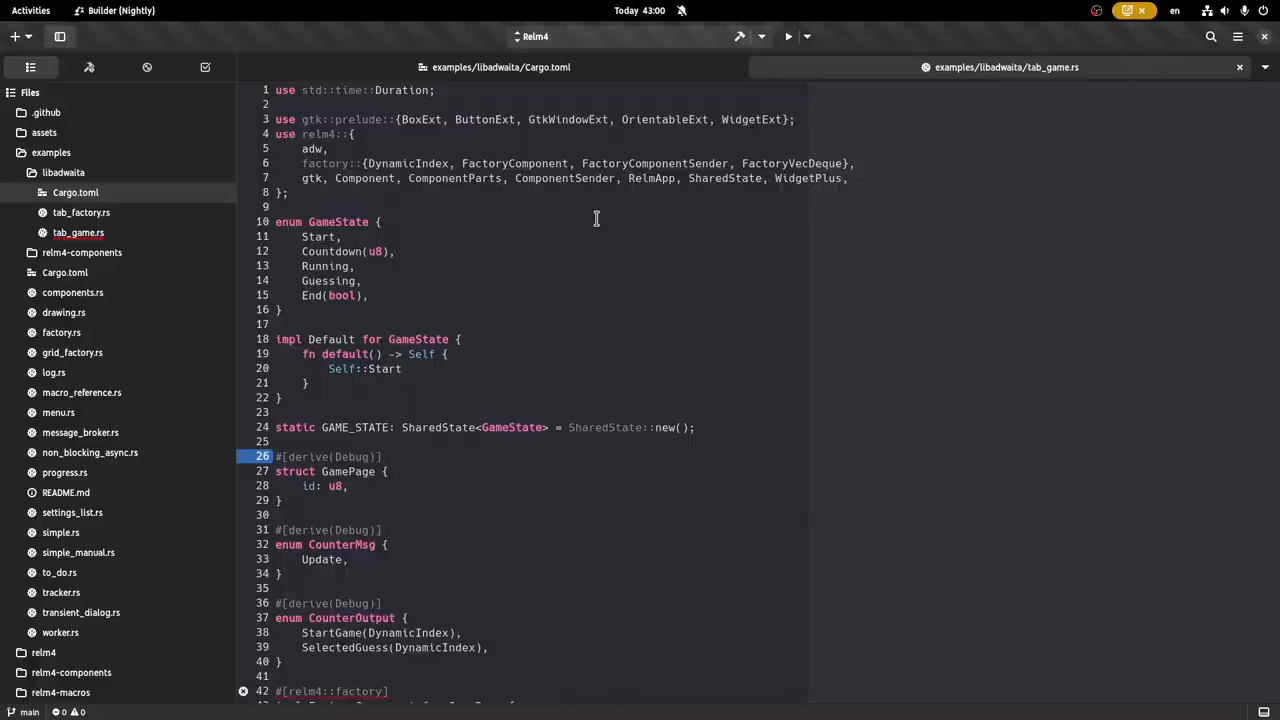 Activities
Builder (Nightly)
Today 43:00
en
Relm4
examples/libadwaita/Cargo.toml
examples/libadwaita/tab_game.rs
Files
.github
assets
examples
libadwaita
Cargo.toml
tab_factory.rs
tab_game.rs
relm4-components
Cargo.toml
components.rs
drawing.rs
factory.rs
grid_factory.rs
log.rs
macro_reference.rs
menu.rs
message_broker.rs
non_blocking_async.rs
progress.rs
README.md
settings_list.rs
simple.rs
simple_manual.rs
to_do.rs
tracker.rs
transient_dialog.rs
worker.rs
relm4
relm4-components
relm4-macros
1 use std::time::Duration;
2
3 use gtk::prelude::{BoxExt, ButtonExt, GtkWindowExt, OrientableExt, WidgetExt};
4 use relm4::{
5 adw,
6 factory::{DynamicIndex, FactoryComponent, FactoryComponentSender, FactoryVecDeque},
7 gtk, Component, ComponentParts, ComponentSender, RelmApp, SharedState, WidgetPlus,
8 };
9
10 enum GameState {
11 Start,
12 Countdown(u8),
13 Running,
14 Guessing,
15 End(bool),
16 }
17
18 impl Default for GameState {
19 fn default() -> Self {
20 Self::Start
21 }
22 }
23
24 static GAME_STATE: SharedState<GameState> = SharedState::new();
25
26 #[derive(Debug)]
27 struct GamePage {
28 id: u8,
29 }
30
31 #[derive(Debug)]
32 enum CounterMsg {
33 Update,
34 }
35
36 #[derive(Debug)]
37 enum CounterOutput {
38 StartGame(DynamicIndex),
39 SelectedGuess(DynamicIndex),
40 }
41
42 #[relm4::factory]
main
0
0